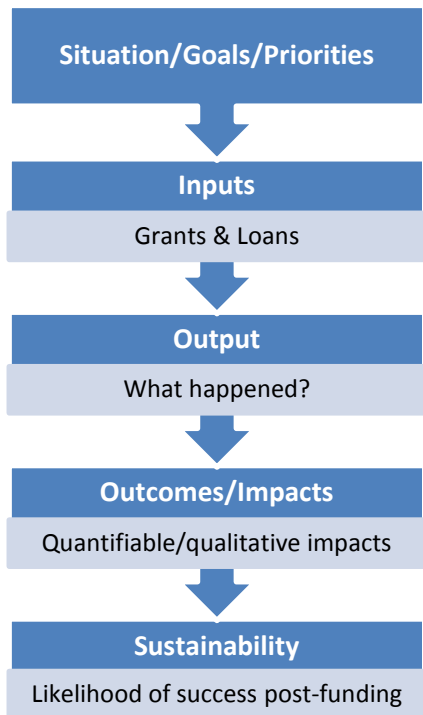 Situation/Goals/Priorities
Inputs
Grants & Loans
Output
What happened?
Outcomes/Impacts
Quantifiable/qualitative impacts
Sustainability
Likelihood of success post-funding